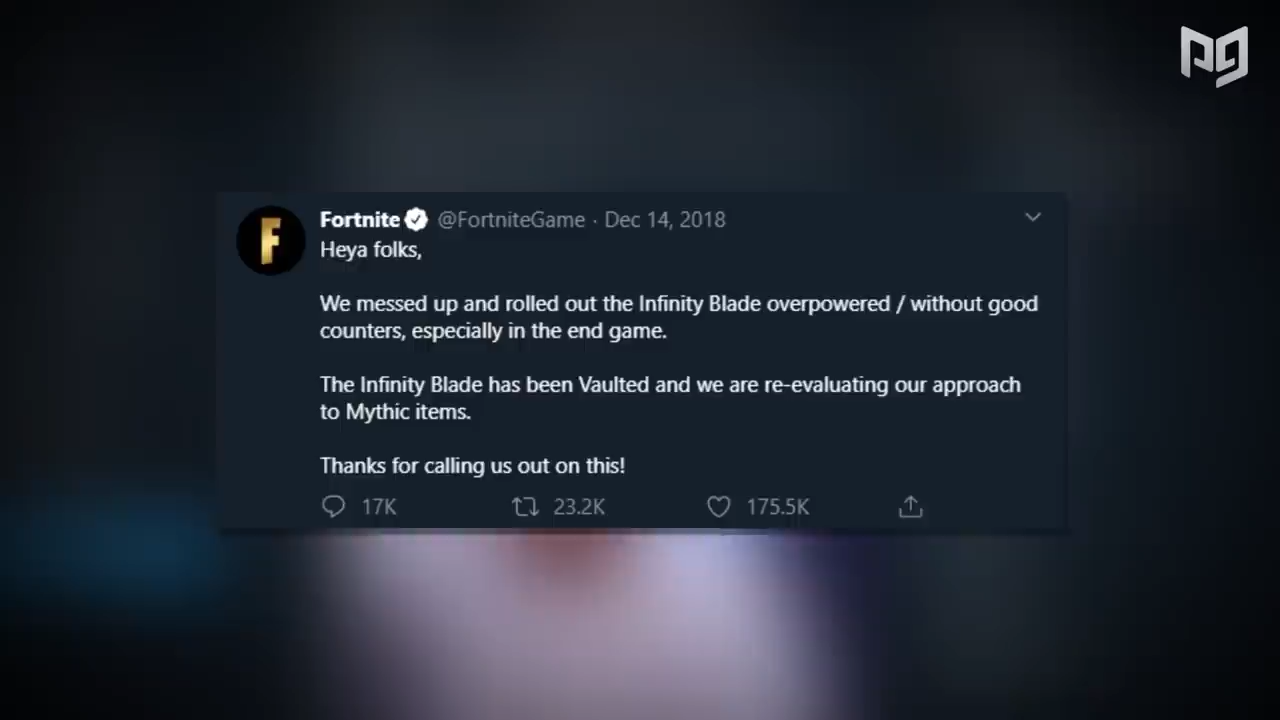 PG
F
Fortnite @FortniteGame · Dec 14, 2018
Heya folks,
We messed up and rolled out the Infinity Blade overpowered / without good
counters, especially in the end game.
The Infinity Blade has been Vaulted and we are re-evaluating our approach
to Mythic items.
Thanks for calling us out on this!
17K 23.2K 175.5K